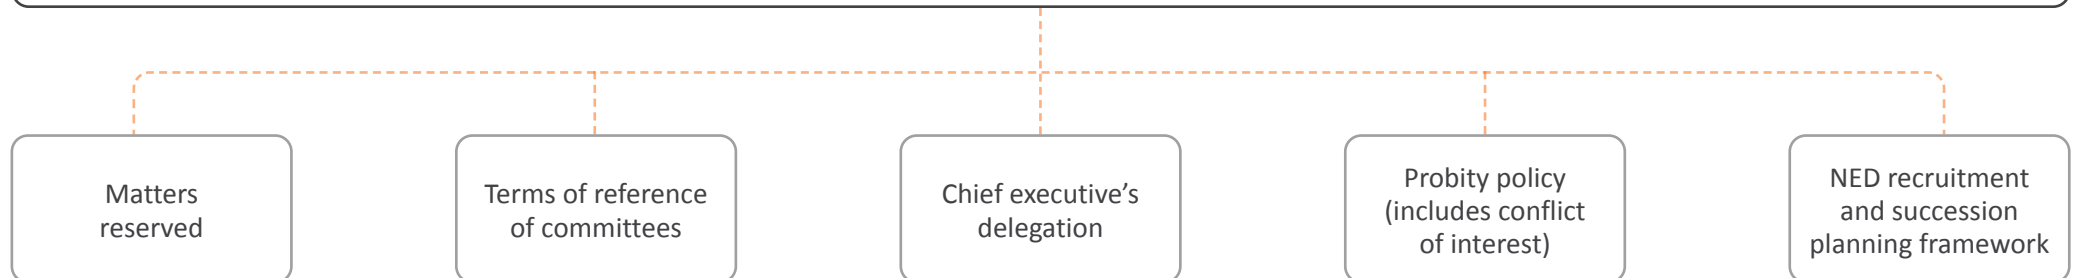 Matters
reserved
Terms of reference
of committees
Chief executive’s
delegation
Probity policy
(includes conflict
of interest)
NED recruitment
and succession
planning framework